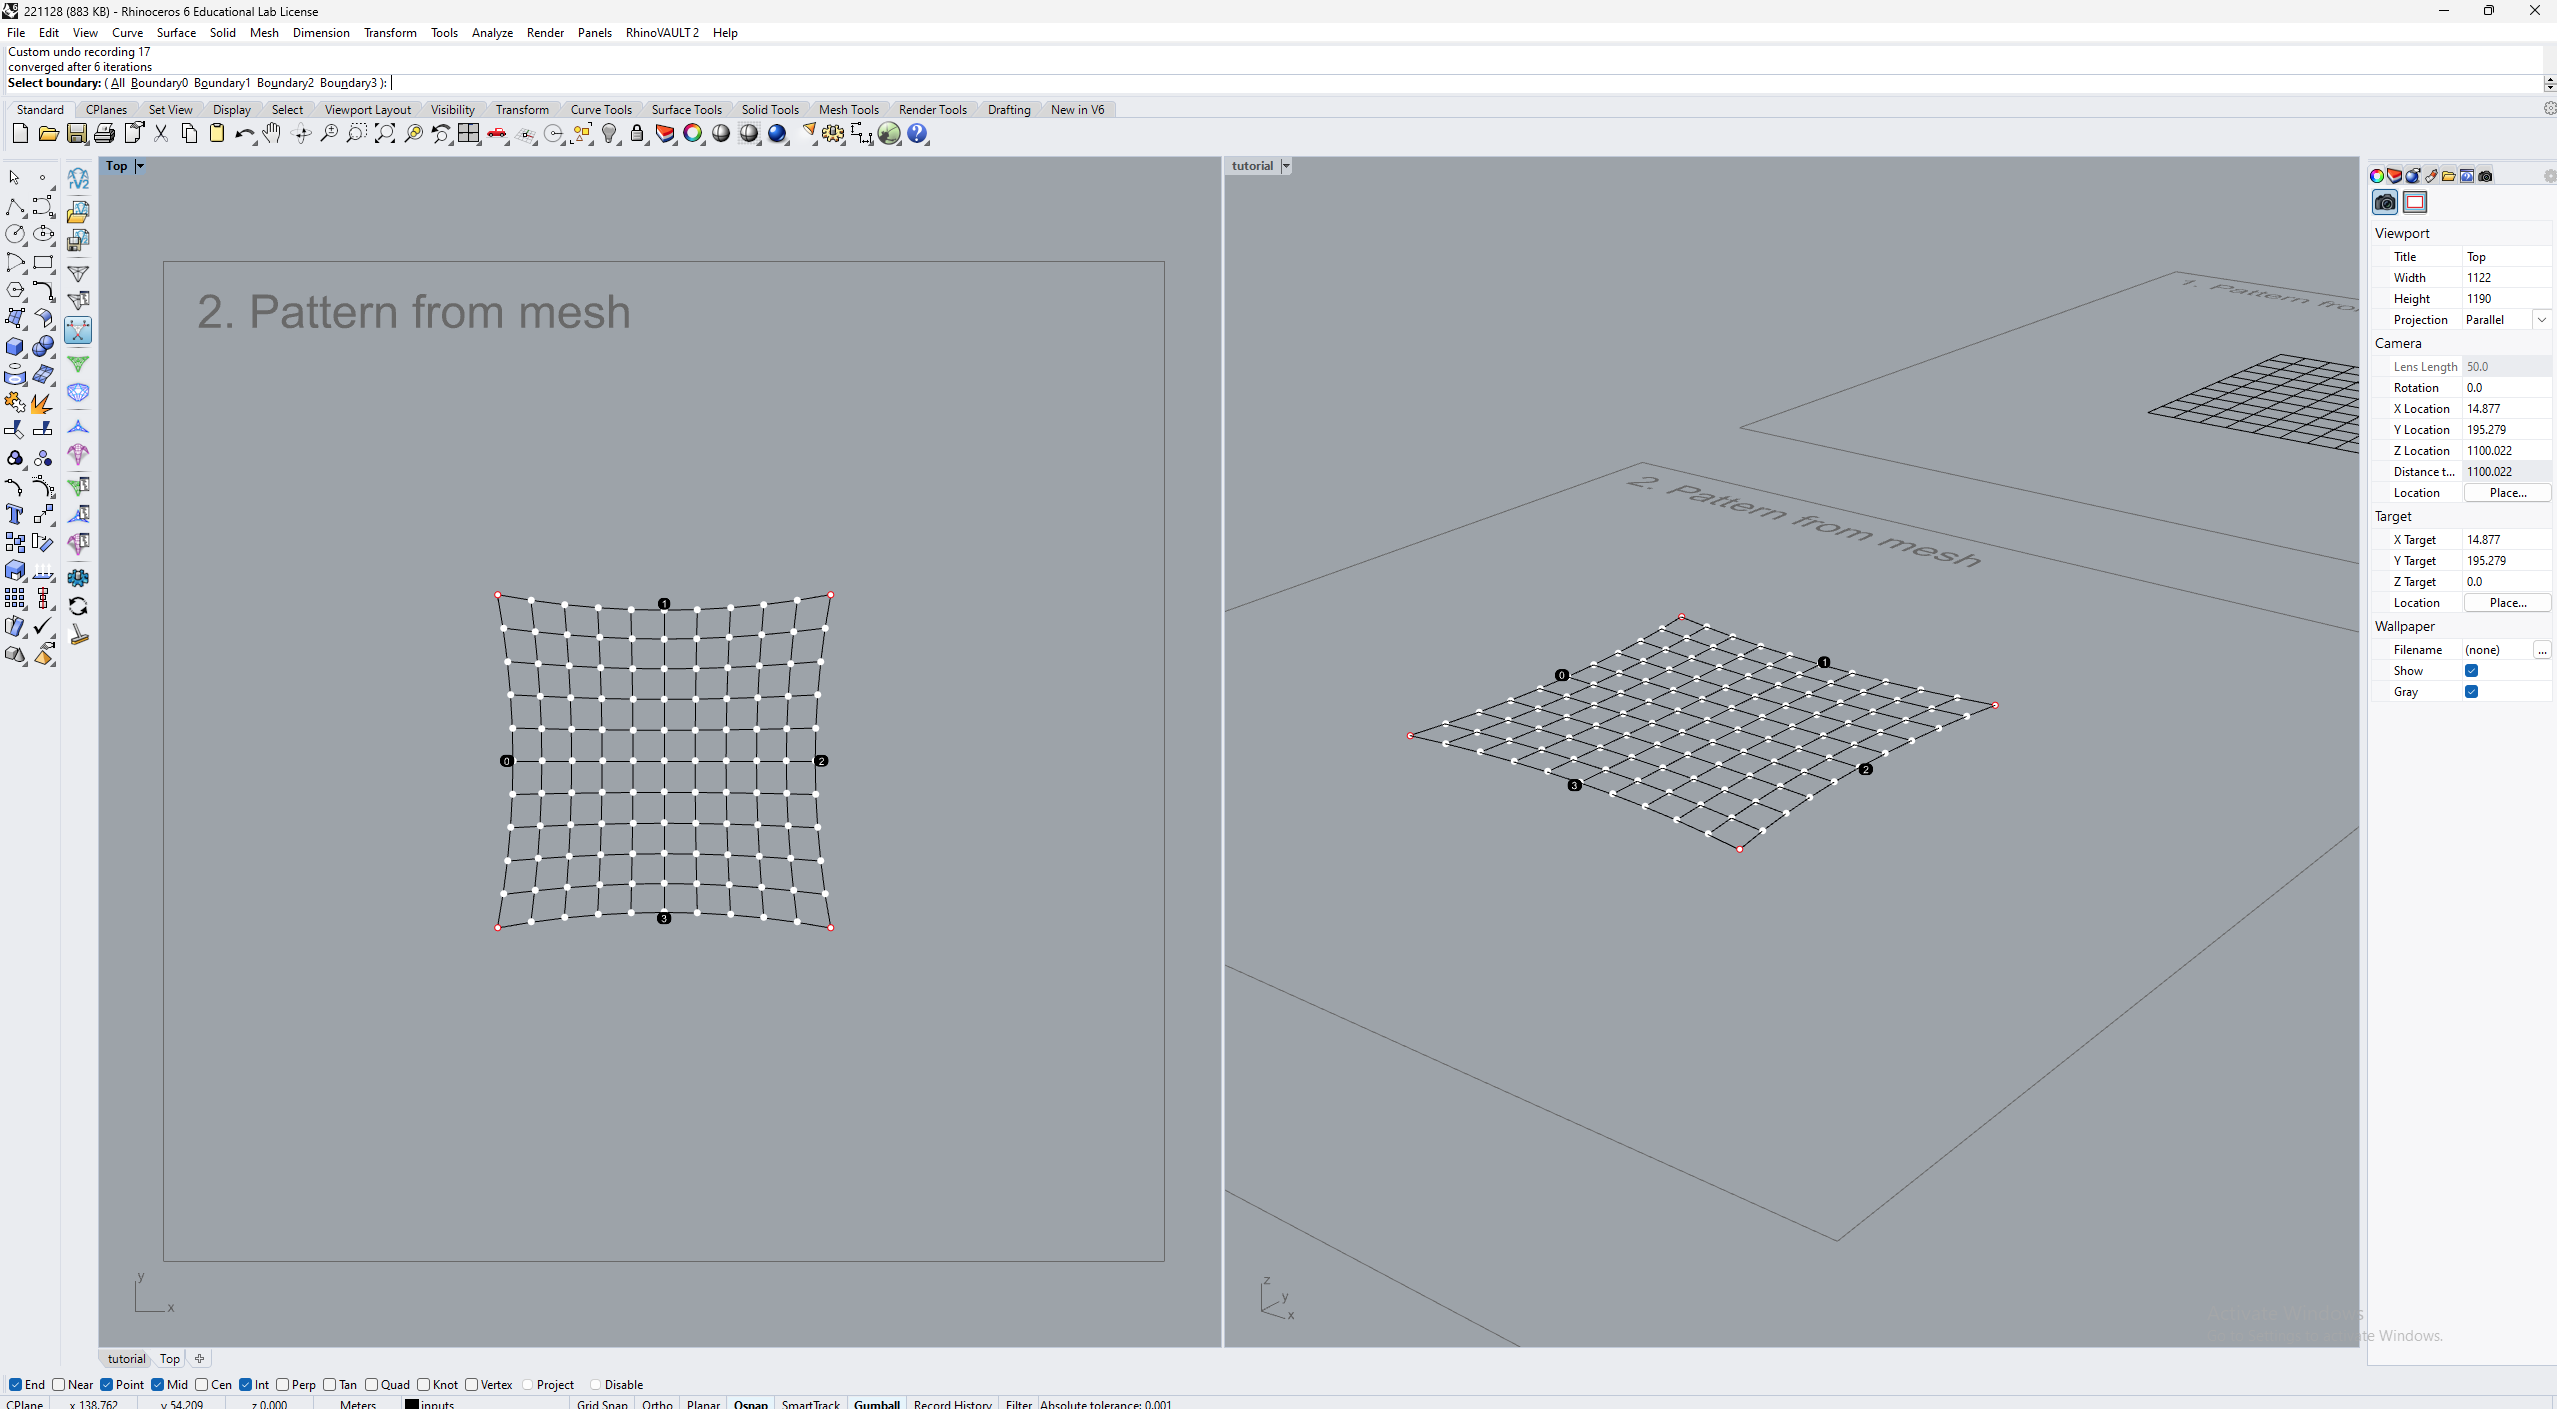 221128 (883 KB) - Rhinoceros 6 Educational Lab License
File Edit View Curve Surface Solid Mesh Dimension Transform Tools Analyze Render Panels RhinoVAULT2 Help
Custom undo recording 17
converged after 6 iterations
Select boundary: ( All Boundary0 Boundary1 Boundary2 Boundary3 ):
Standard CPlanes Set View Display Select Viewport Layout Visibility Transform Curve Tools Surface Tools Solid Tools Mesh Tools Render Tools Drafting New in V6
Top
2. Pattern from mesh
1
0
2
3
y
x
tutorial
1. Pattern fro
2. Pattern from mesh
0
1
2
3
z
y
x
Viewport
Title Top
Width 1122
Height 1190
Projection Parallel
Camera
Lens Length 50.0
Rotation 0.0
X Location 14.877
Y Location 195.279
Z Location 1100.022
Distance t... 1100.022
Location Place...
Target
X Target 14.877
Y Target 195.279
Z Target 0.0
Location Place...
Wallpaper
Filename (none) ...
Show
Gray
Activate Windows
te Windows.
tutorial Top
End Near Point Mid Cen Int Perp Tan Quad Knot Vertex Project Disable
CPlane x 138.762 y 54.209 z 0.000 Meters inputs Grid Snap Ortho Planar Osnap SmartTrack Gumball Record History Filter Absolute tolerance: 0.001